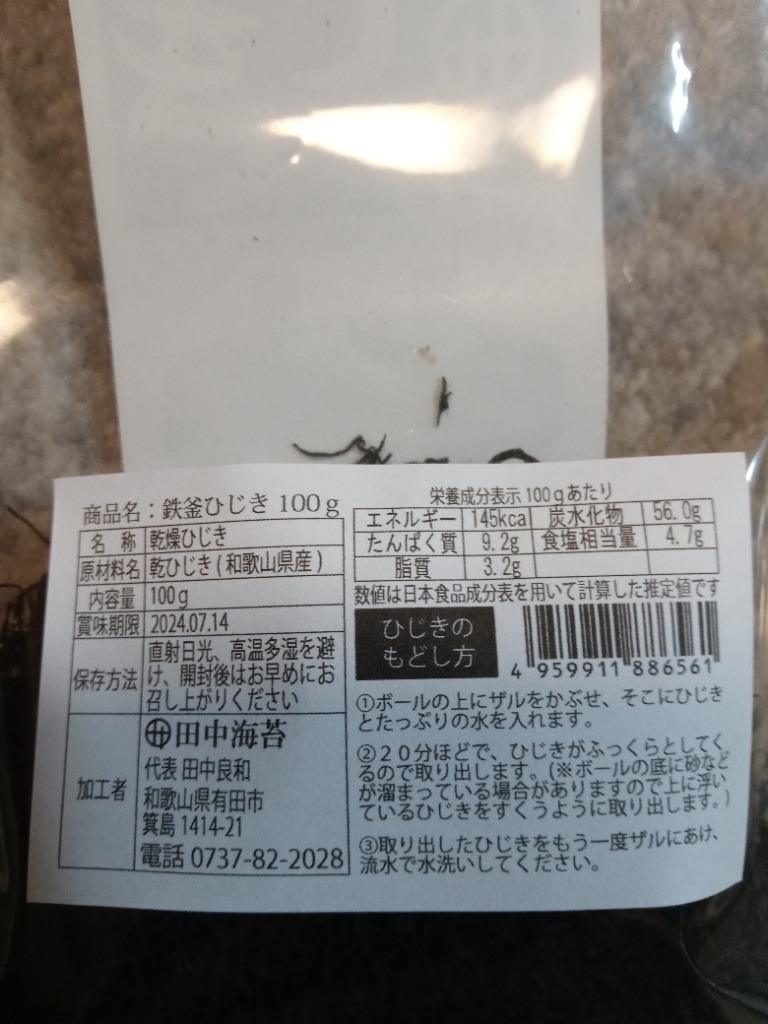 商品名：鉄釜ひじき 100ｇ
名　称 乾燥ひじき
原材料名 乾ひじき ( 和歌山県産 )
内容量 100ｇ
賞味期限 2024.07.14
保存方法 直射日光、高温多湿を避
け、開封後はお早めにお
召し上がりください
加工者 田中海苔
代表 田中良和
和歌山県有田市
箕島 1414-21
電話 0737-82-2028
栄養成分表示 100ｇあたり
エネルギー 145kcal 炭水化物 56.0g
たんぱく質 9.2g 食塩相当量 4.7g
脂質 3.2g
数値は日本食品成分表を用いて計算した推定値です
ひじきの
もどし方
4 959911 886561
①ボールの上にザルをかぶせ、そこにひじき
とたっぷりの水を入れます。
②２０分ほどで、ひじきがふっくらとしてく
るので取り出します。(※ボールの底に砂など
が溜まっている場合がありますので上に浮い
ているひじきをすくうように取り出します。)
③取り出したひじきをもう一度ザルにあけ、
流水で水洗いしてください。